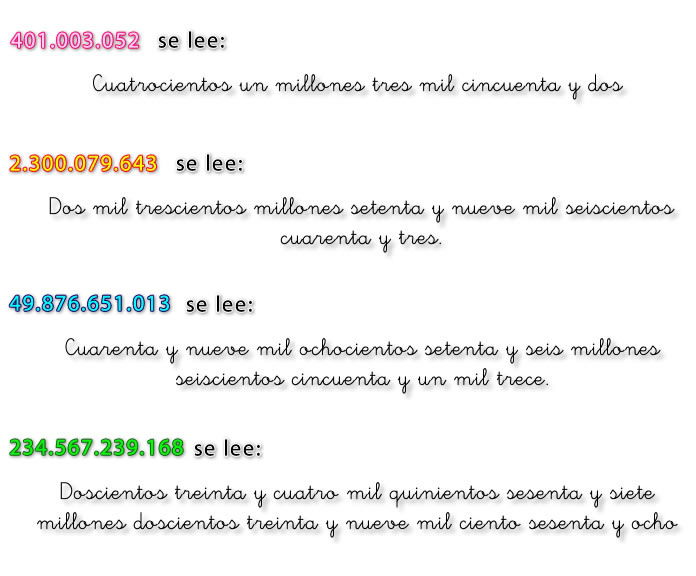 401.003.052 se lee:
Cuatrocientos un millones tres mil cincuenta y dos
2.300.079.643 se lee:
Dos mil trescientos millones setenta y nueve mil seiscientos
cuarenta y tres.
49.876.651.013 se lee:
Cuarenta y nueve mil ochocientos setenta y seis millones
seiscientos cincuenta y un mil trece.
234.567.239.168 se lee:
Doscientos treinta y cuatro mil quinientos sesenta y siete
millones doscientos treinta y nueve mil ciento sesenta y ocho